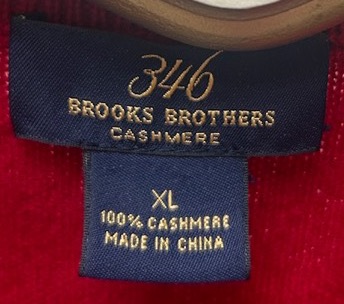 346
BROOKS BROTHERS
CASHMERE
XL
100% CASHMERE
MADE IN CHINA